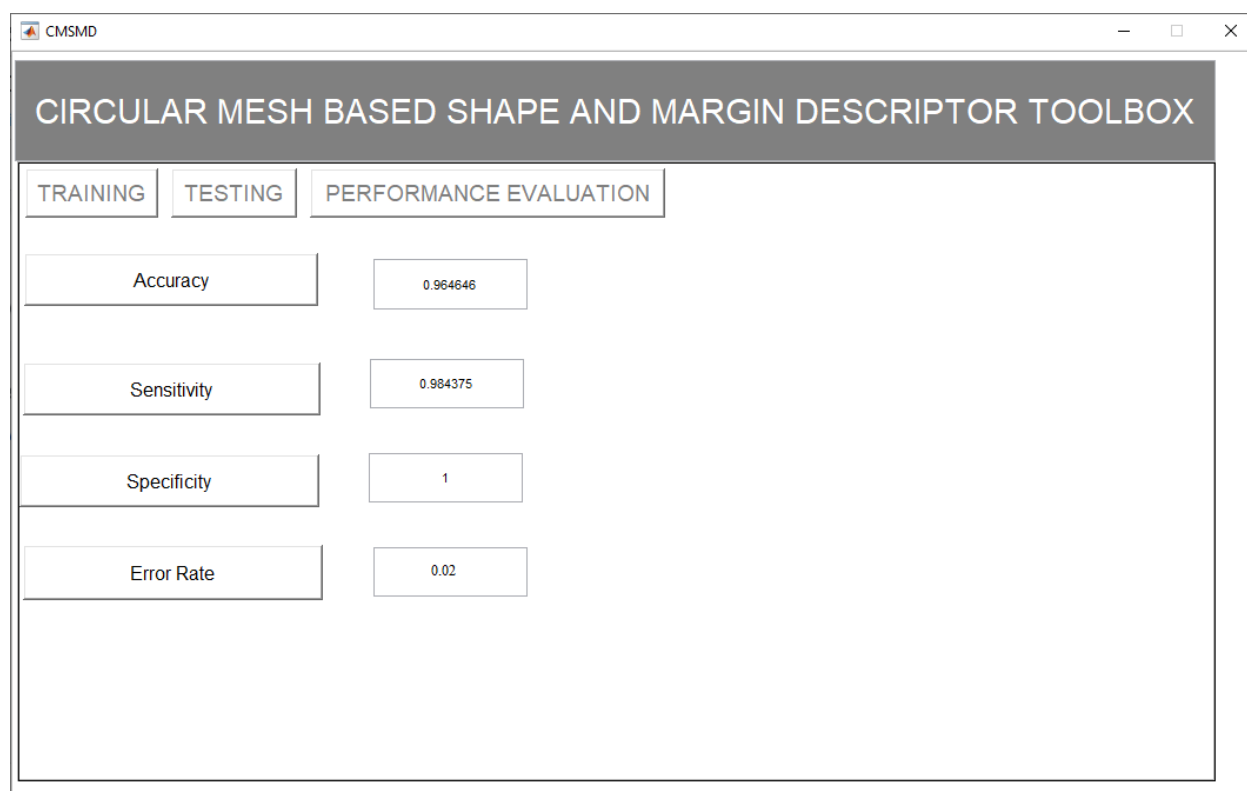 CMSMD
CIRCULAR MESH BASED SHAPE AND MARGIN DESCRIPTOR TOOLBOX
TRAINING TESTING PERFORMANCE EVALUATION
Accuracy 0.964646
Sensitivity 0.984375
Specificity 1
Error Rate 0.02